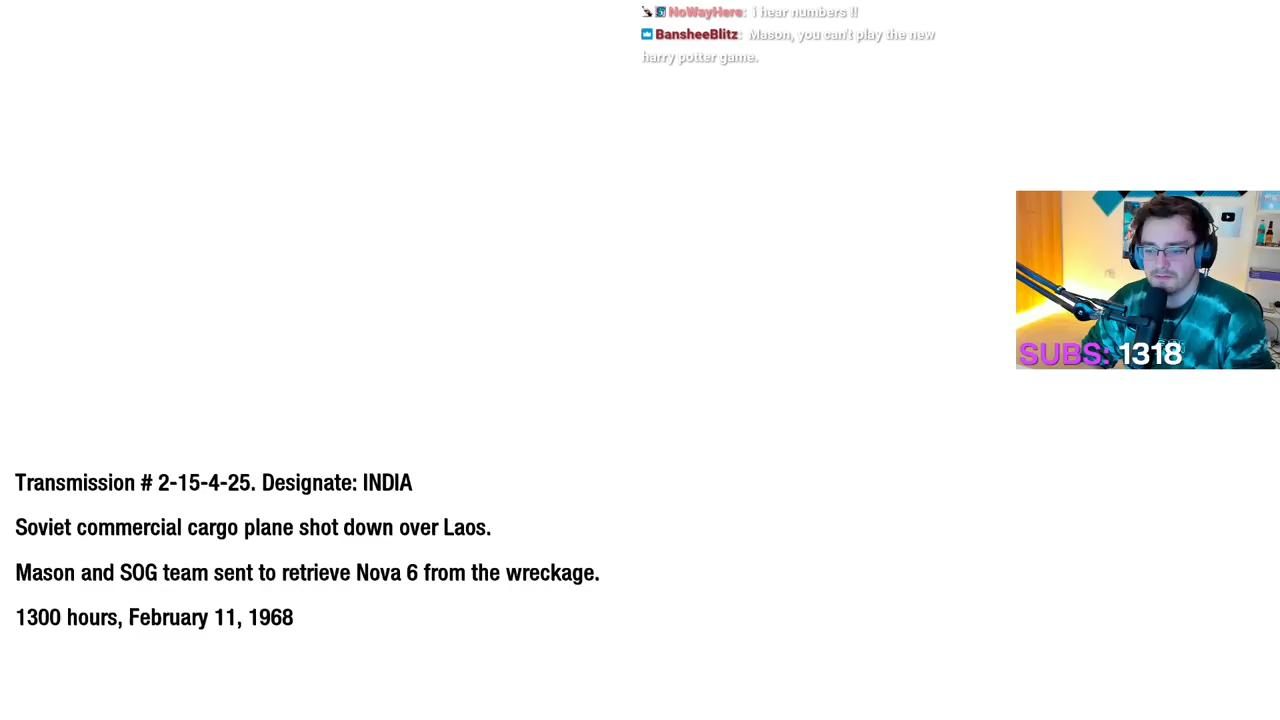 NoWayHere: i hear numbers !!
BansheeBlitz: Mason, you can't play the new
harry potter game.
SUBS: 1318
Transmission # 2-15-4-25. Designate: INDIA
Soviet commercial cargo plane shot down over Laos.
Mason and SOG team sent to retrieve Nova 6 from the wreckage.
1300 hours, February 11, 1968